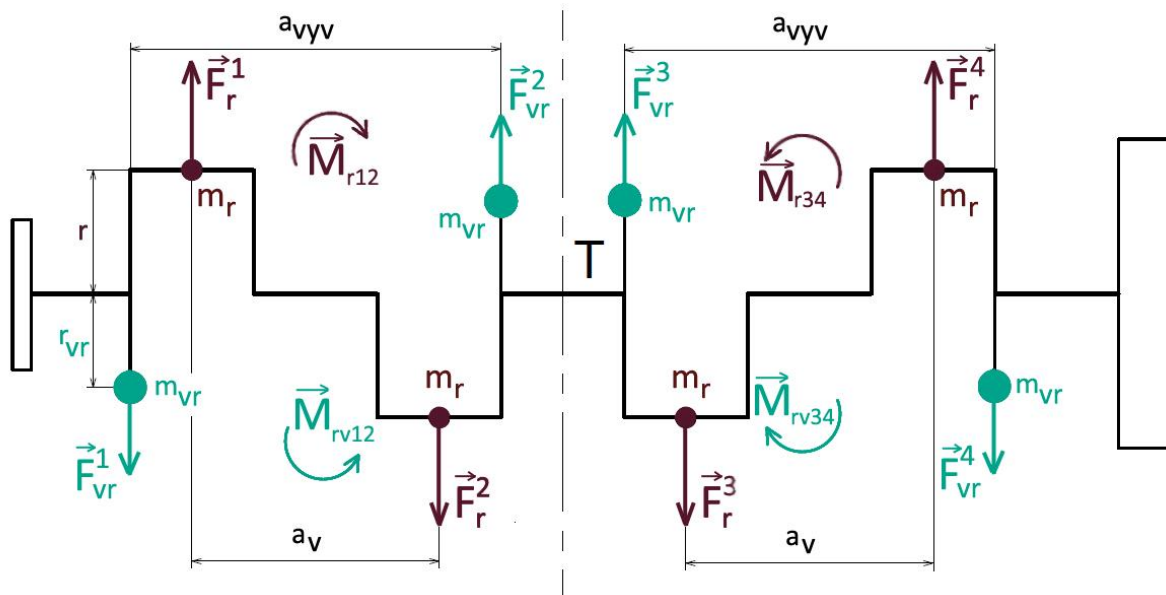 a_vyv a_vyv
F_r^1 F_vr^2 F_vr^3 F_r^4
M_r12 M_r34
m_r m_r
m_vr m_vr
r
T
r_vr
m_vr m_r m_r m_vr
M_rv12 M_rv34
F_vr^1 F_r^2 F_r^3 F_vr^4
a_v a_v